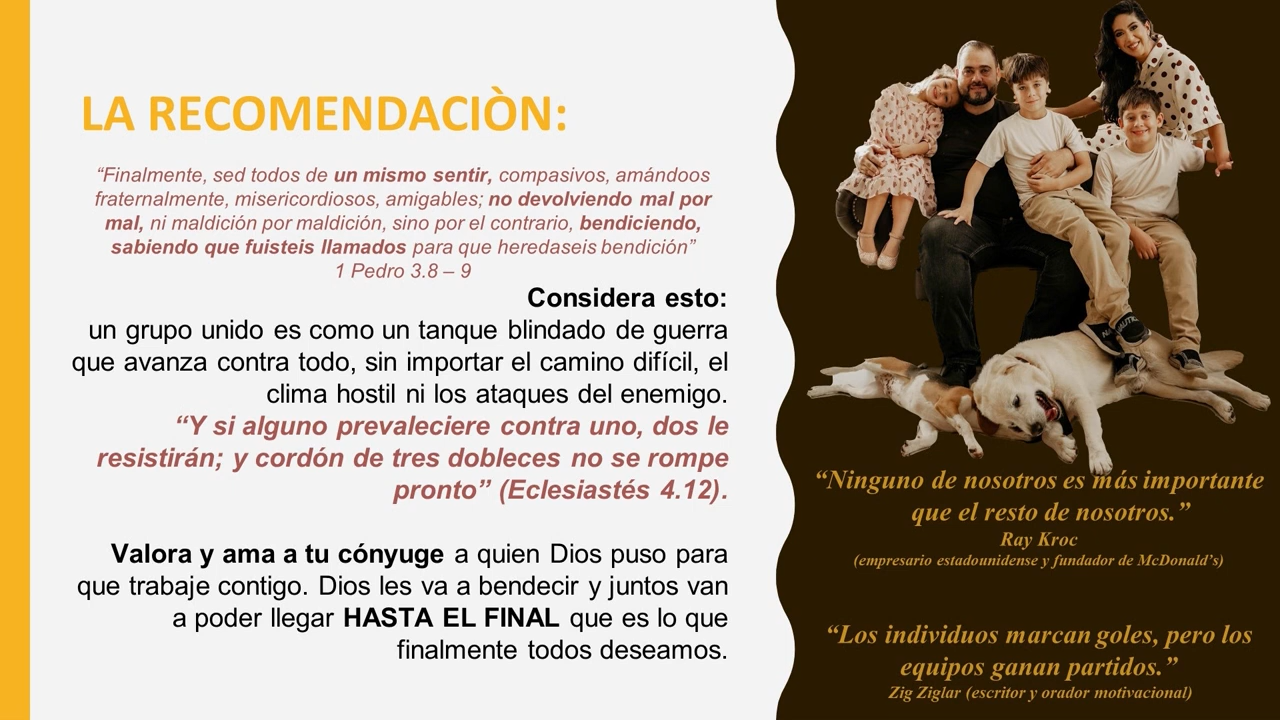 LA RECOMENDACIÒN:
“Finalmente, sed todos de un mismo sentir, compasivos, amándoos
fraternalmente, misericordiosos, amigables; no devolviendo mal por
mal, ni maldición por maldición, sino por el contrario, bendiciendo,
sabiendo que fuisteis llamados para que heredaseis bendición”
1 Pedro 3.8 – 9
Considera esto:
un grupo unido es como un tanque blindado de guerra
que avanza contra todo, sin importar el camino difícil, el
clima hostil ni los ataques del enemigo.
“Y si alguno prevaleciere contra uno, dos le
resistirán; y cordón de tres dobleces no se rompe
pronto” (Eclesiastés 4.12).
Valora y ama a tu cónyuge a quien Dios puso para
que trabaje contigo. Dios les va a bendecir y juntos van
a poder llegar HASTA EL FINAL que es lo que
finalmente todos deseamos.
“Ninguno de nosotros es más importante
que el resto de nosotros.”
Ray Kroc
(empresario estadounidense y fundador de McDonald’s)
“Los individuos marcan goles, pero los
equipos ganan partidos.”
Zig Ziglar (escritor y orador motivacional)